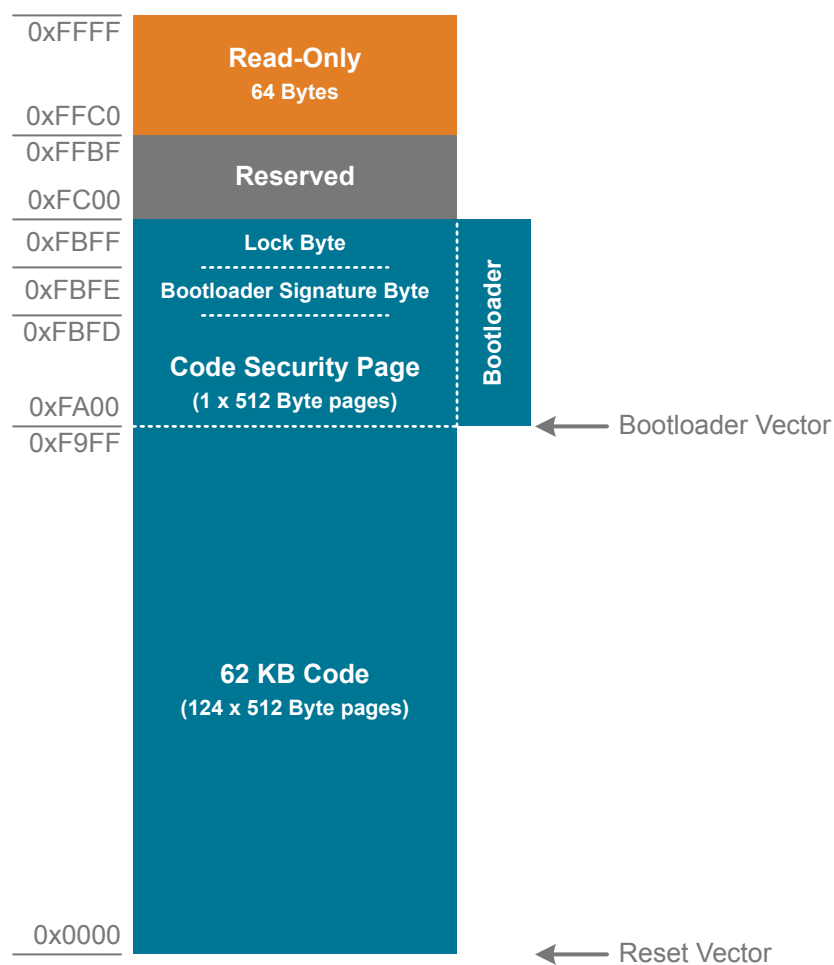 0xFFFF
Read-Only
64 Bytes
0xFFC0
0xFFBF
Reserved
0xFC00
0xFBFF
Lock Byte
0xFBFE
Bootloader Signature Byte
0xFBFD
Bootloader
Code Security Page
(1 x 512 Byte pages)
0xFA00
Bootloader Vector
0xF9FF
62 KB Code
(124 x 512 Byte pages)
0x0000
Reset Vector